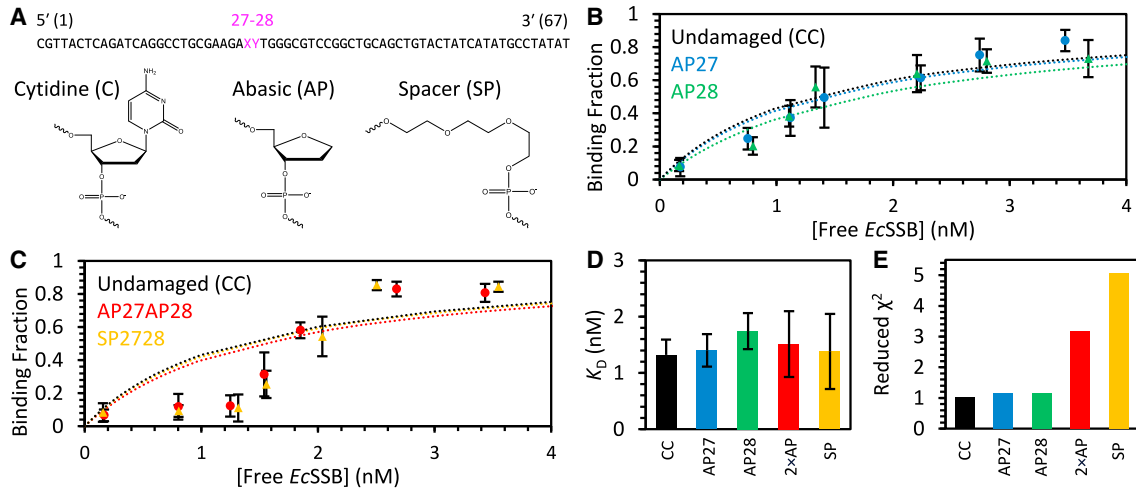 A
5′ (1)
27-28
3′ (67)
CGTTACTCAGATCAGGCCTGCGAAGAXYTGGGCGTCCGGCTGCAGCTGTACTATCATATGCCTATAT
Cytidine (C)
Abasic (AP)
Spacer (SP)
NH₂
N
N
O
O
O
O
O P O⁻
O
O
O
O
O P O⁻
O
O
O
O
O
O P O⁻
O
B
Undamaged (CC)
AP27
AP28
Binding Fraction
1
0.8
0.6
0.4
0.2
0
0 1 2 3 4
[Free EcSSB] (nM)
C
Undamaged (CC)
AP27AP28
SP2728
Binding Fraction
1
0.8
0.6
0.4
0.2
0
0 1 2 3 4
[Free EcSSB] (nM)
D
K_D (nM)
3
2
1
0
CC AP27 AP28 2×AP SP
E
Reduced χ²
5
4
3
2
1
0
CC AP27 AP28 2×AP SP